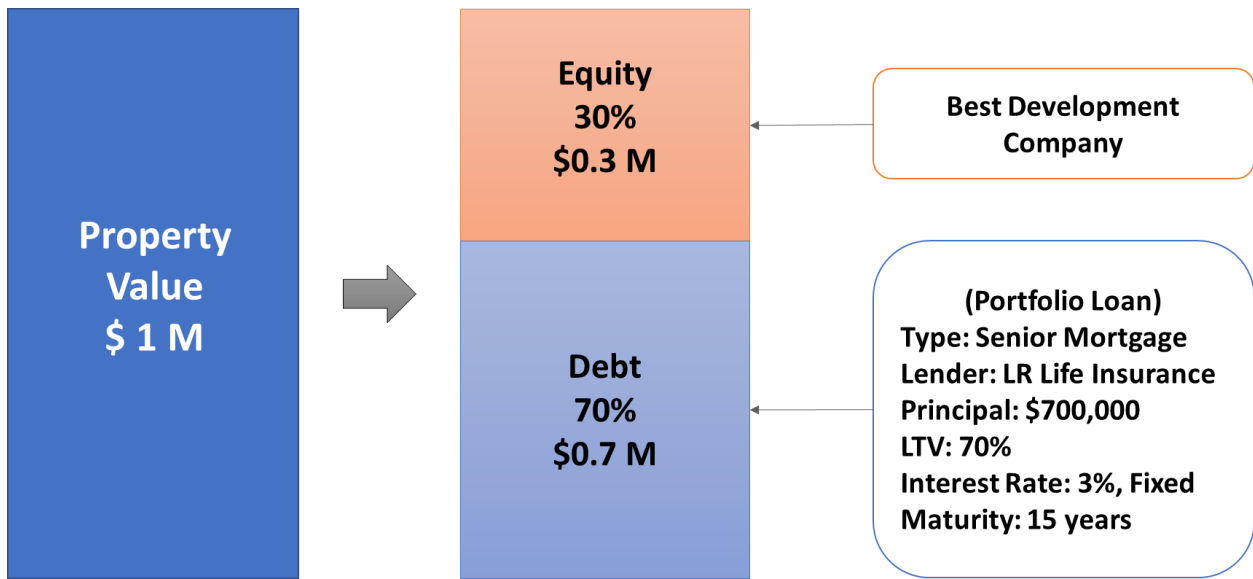 Property
Value
$ 1 M
Equity
30%
$0.3 M
Debt
70%
$0.7 M
Best Development
Company
(Portfolio Loan)
Type: Senior Mortgage
Lender: LR Life Insurance
Principal: $700,000
LTV: 70%
Interest Rate: 3%, Fixed
Maturity: 15 years